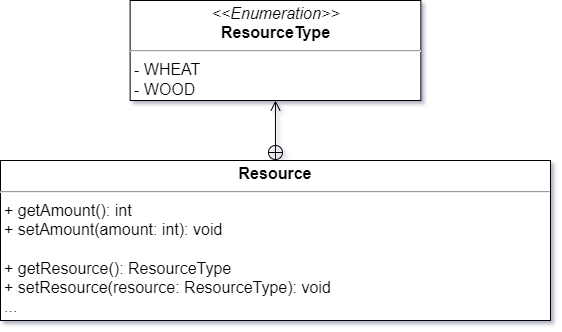 <<Enumeration>>
ResourceType
- WHEAT
- WOOD
Resource
+ getAmount(): int
+ setAmount(amount: int): void
+ getResource(): ResourceType
+ setResource(resource: ResourceType): void
...